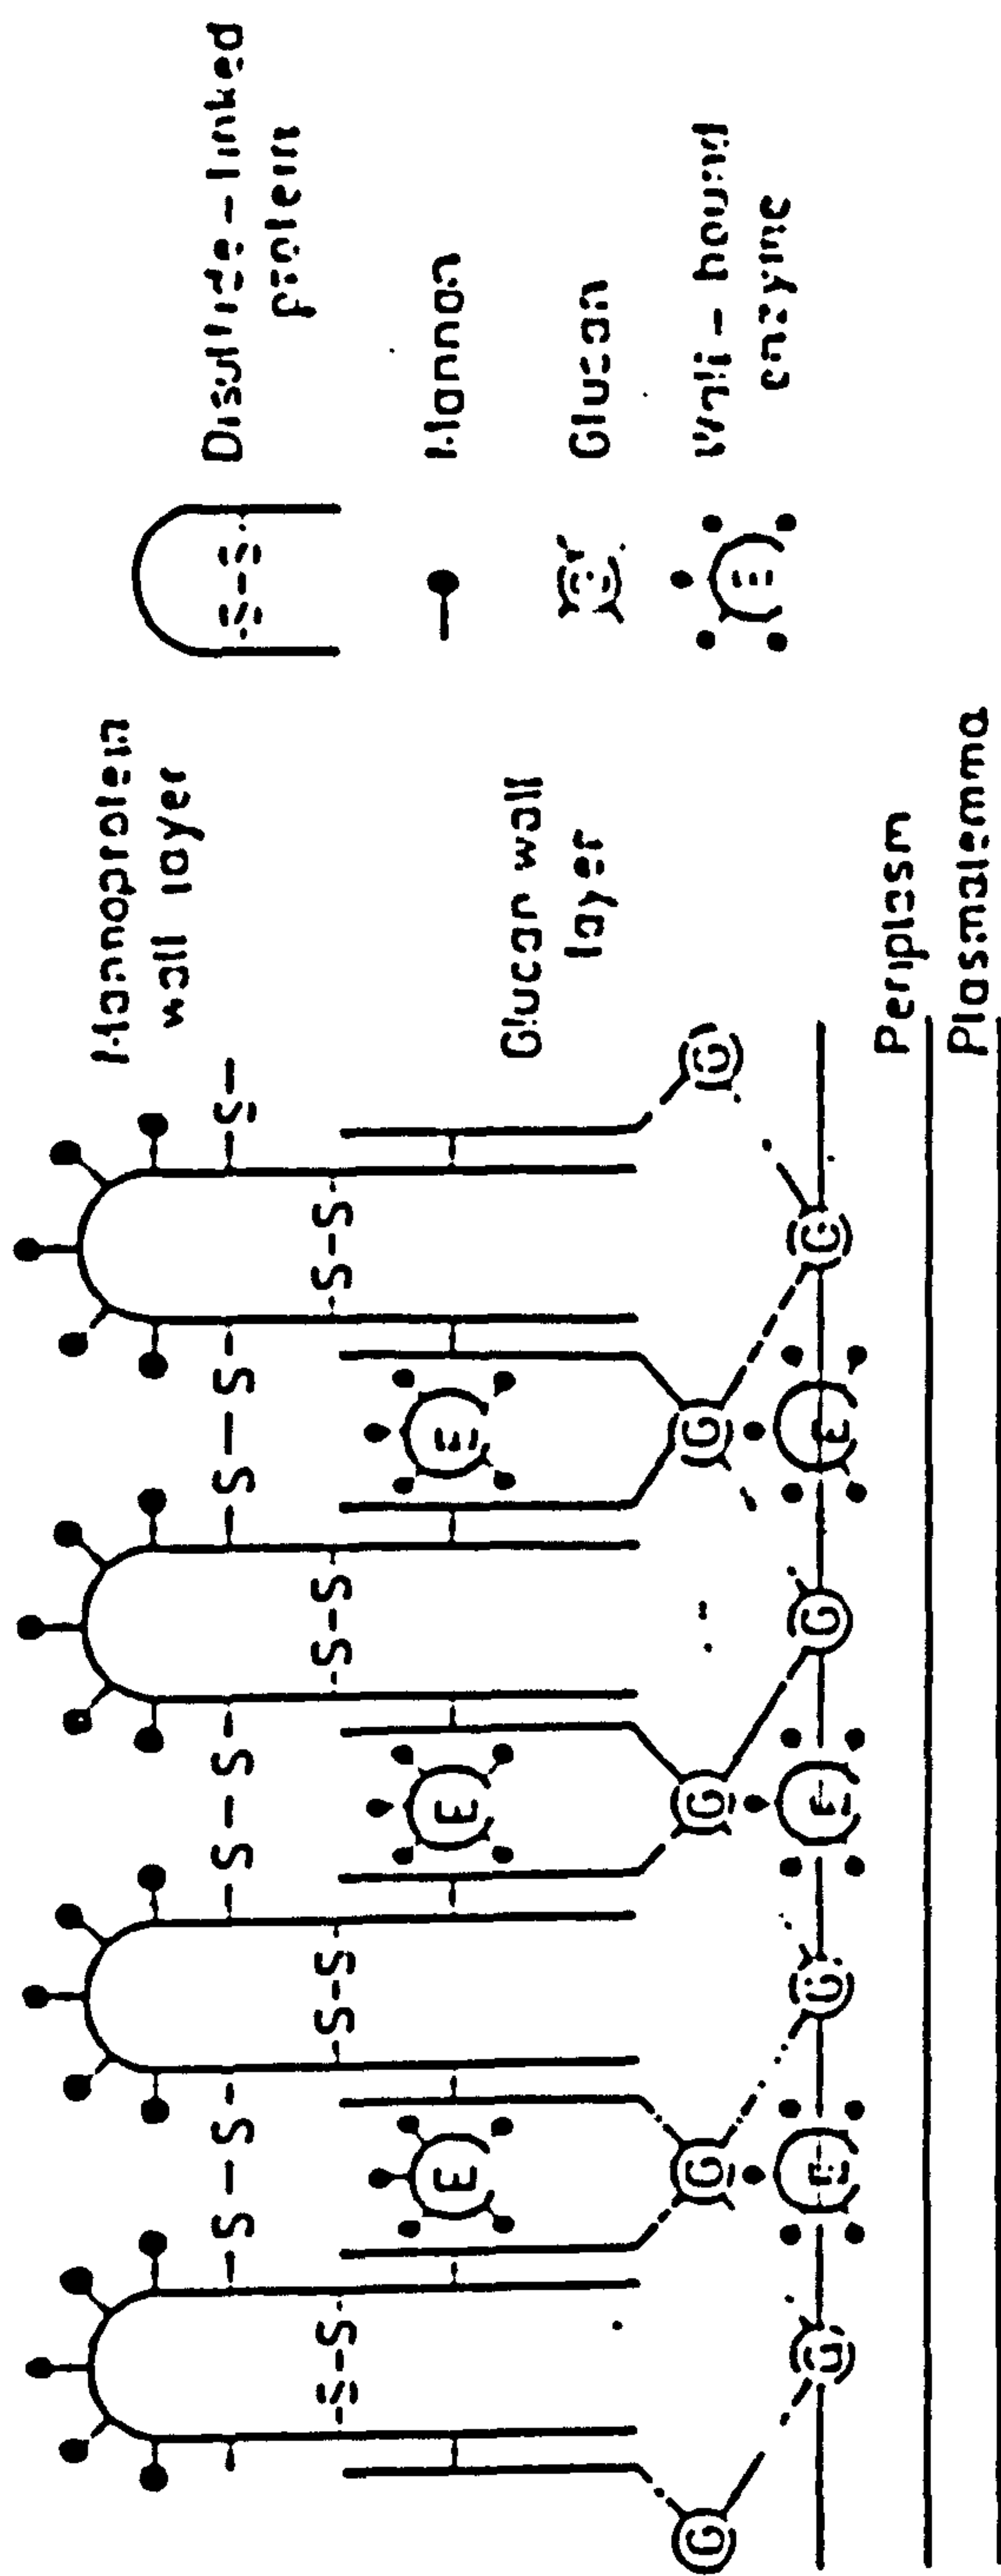 Mannoprotein
wall layer
Glucan wall
layer
Periplasm
Plasmalemma
S-S
Disulfide-linked
protein
Mannan
G
Glucan
E
Wall-bound
enzyme
S-S
S-S
S-S
S-S
S-S
S-S
S-S
S-
E
E
E
G
G
G
G
G
E
E
E
G
G
G
G